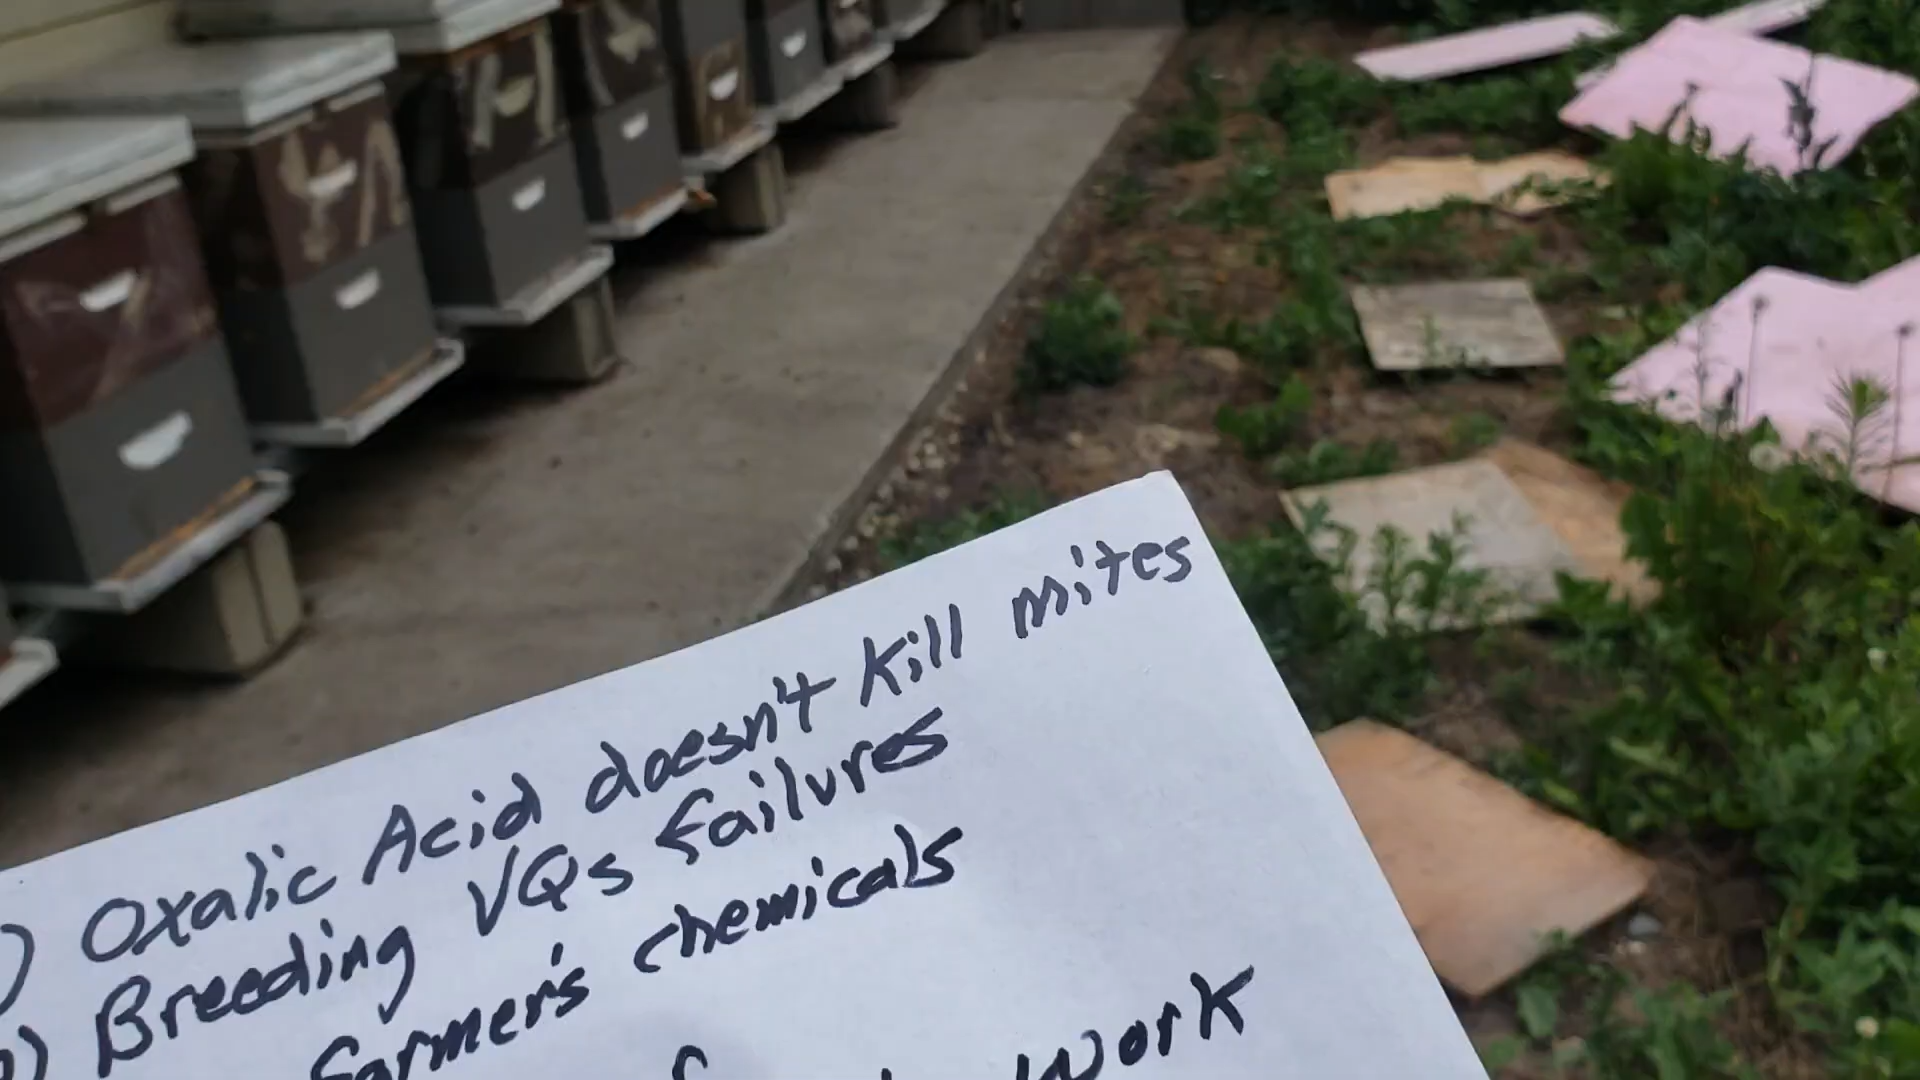 ) Oxalic Acid doesn't kill mites
) Breeding VQs failures
farmer's chemicals
work